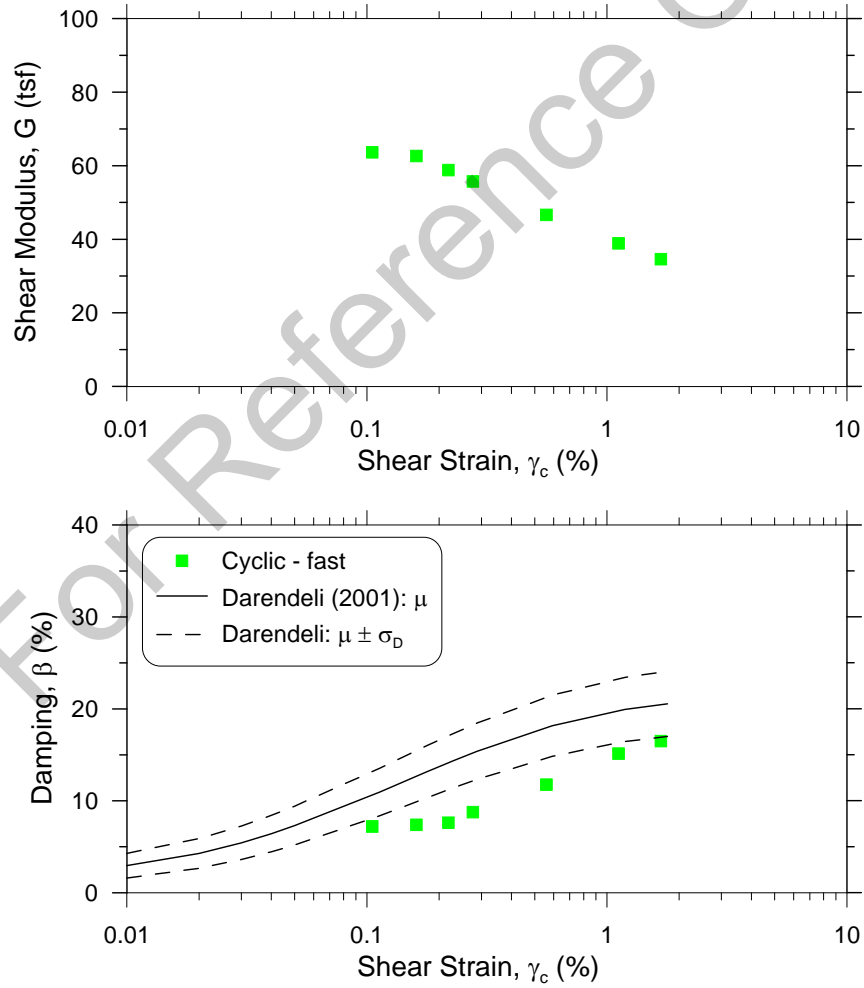 100
80
60
40
20
0
Shear Modulus, G (tsf)
0.01 0.1 1 10
Shear Strain, γc (%)
40
30
20
10
0
Damping, β (%)
Cyclic - fast
Darendeli (2001): μ
Darendeli: μ ± σD
0.01 0.1 1 10
Shear Strain, γc (%)
For Reference